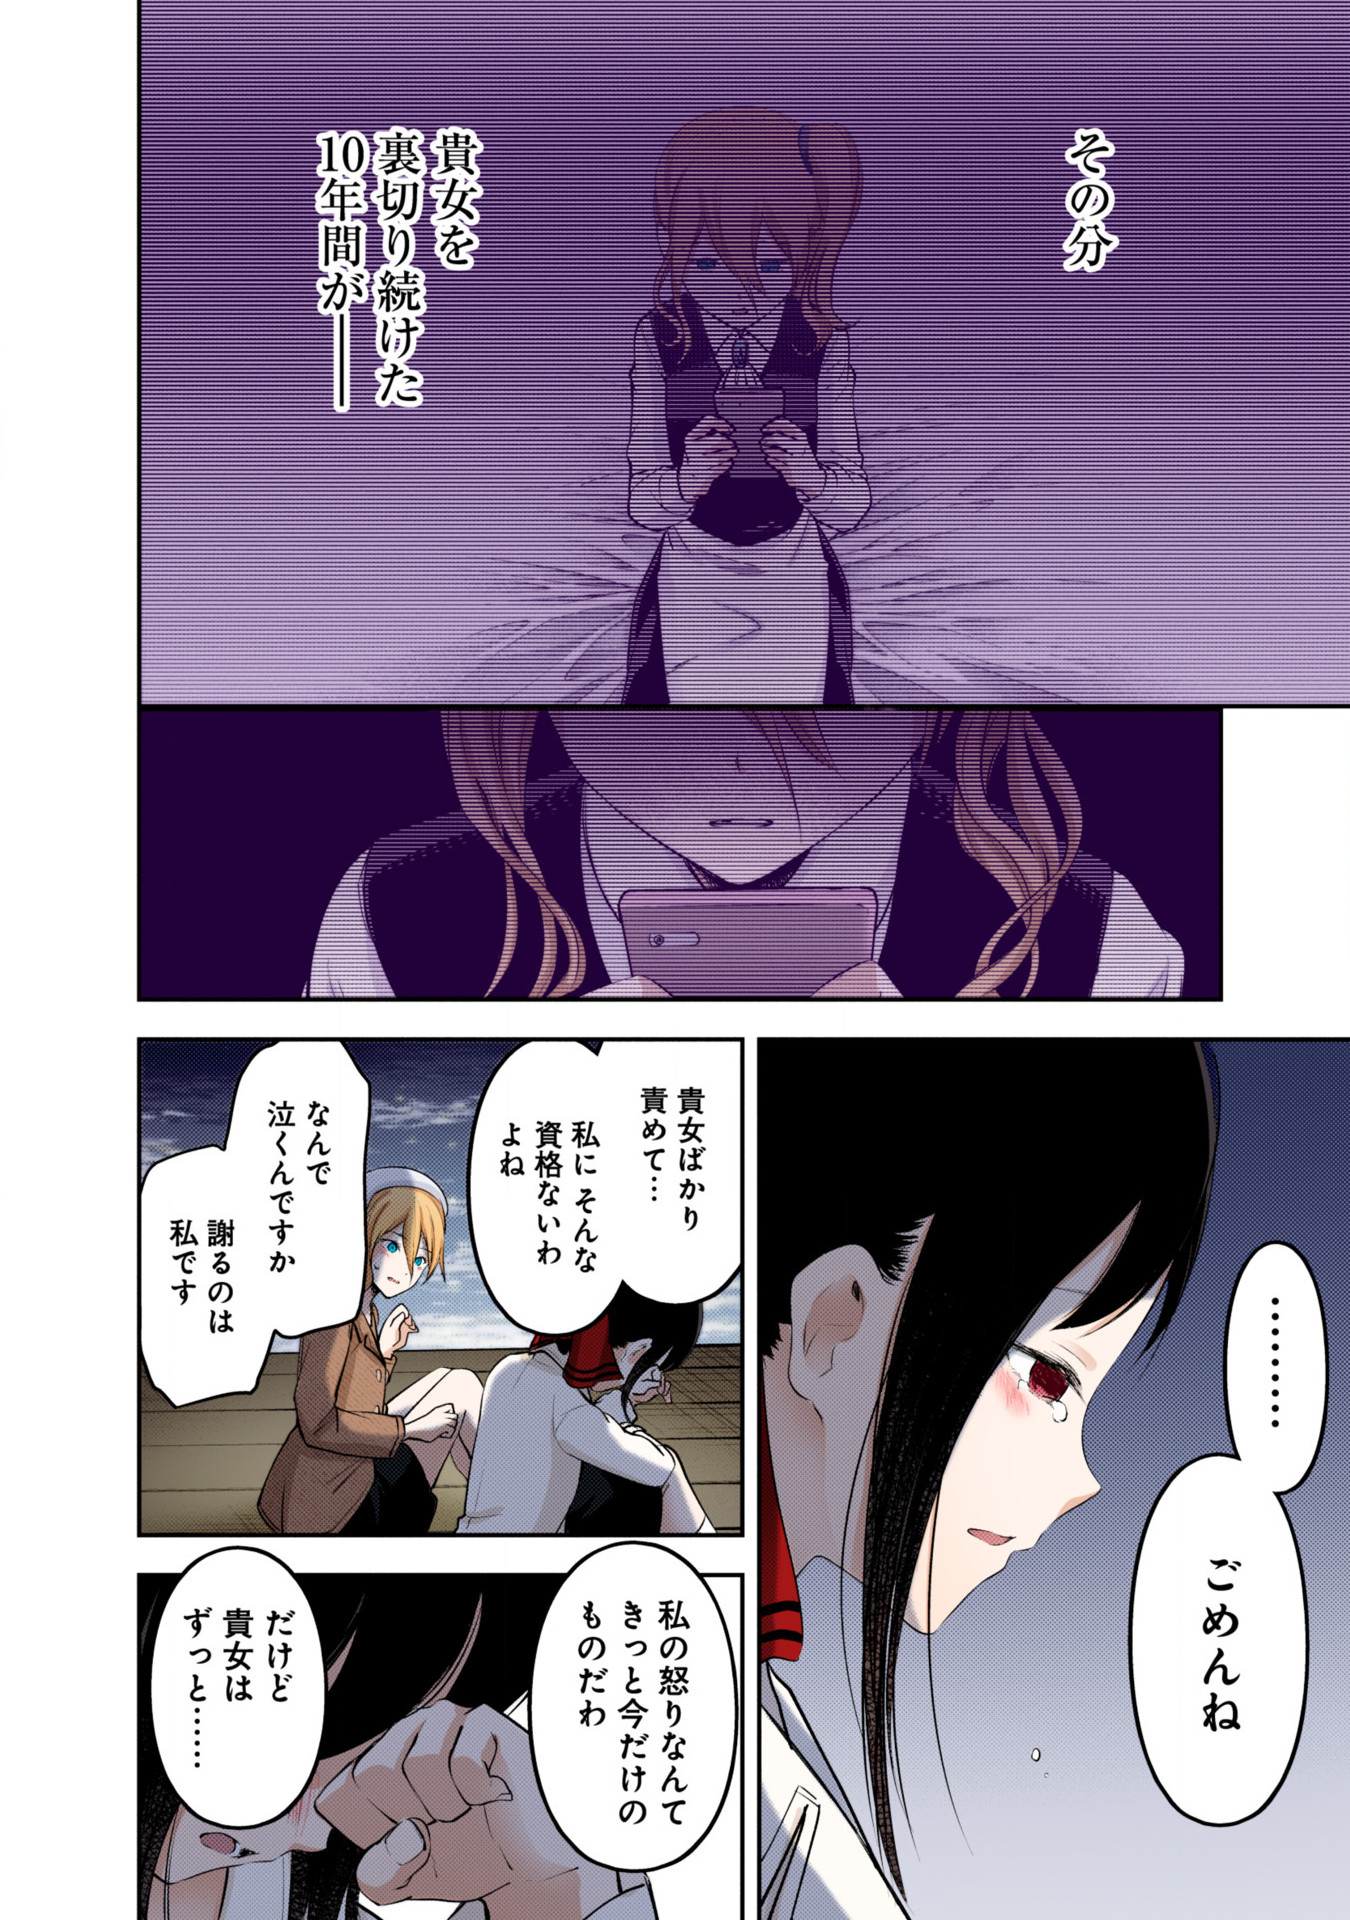 その分
貴女を
裏切り続けた
10年間が――
………
ごめんね
貴女ばかり
責めて…
私に そんな
資格ないわ
よね
なんで
泣くんですか
謝るのは
私です
私の怒りなんて
きっと今だけの
ものだわ
だけど
貴女は
ずっと……